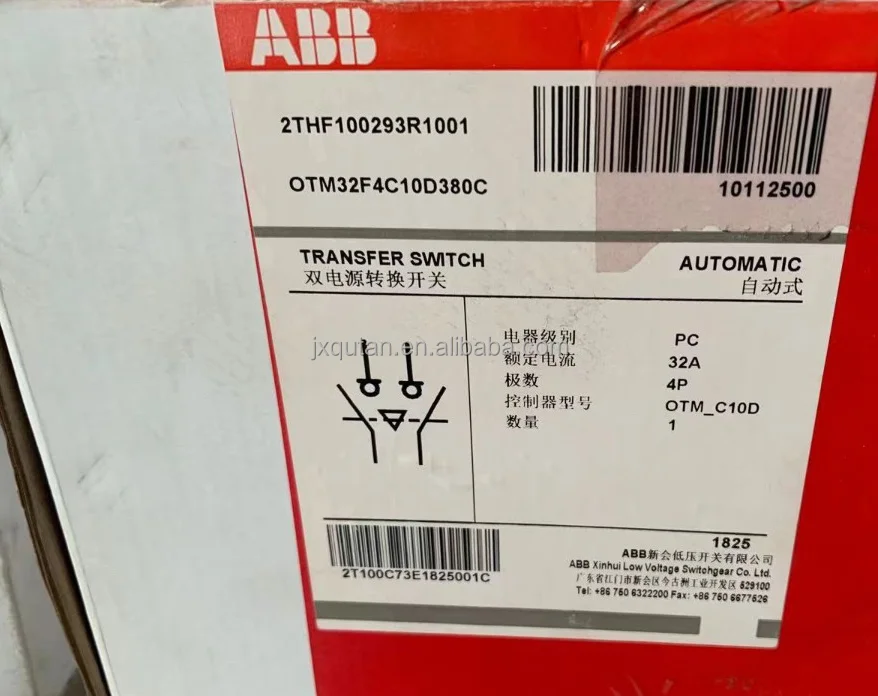 ABB
2THF100293R1001
OTM32F4C10D380C
10112500
TRANSFER SWITCH
双电源转换开关
AUTOMATIC
自动式
jxqutan.en.alibaba.com
电器级别 PC
额定电流 32A
极数 4P
控制器型号 OTM_C10D
数量 1
2T100C73E1825001C
1825
ABB新会低压开关有限公司
ABB Xinhui Low Voltage Switchgear Co. Ltd.
广东省江门市新会区今古洲工业开发区 529100
Tel: +86 750 6322200 Fax: +86 750 6677526